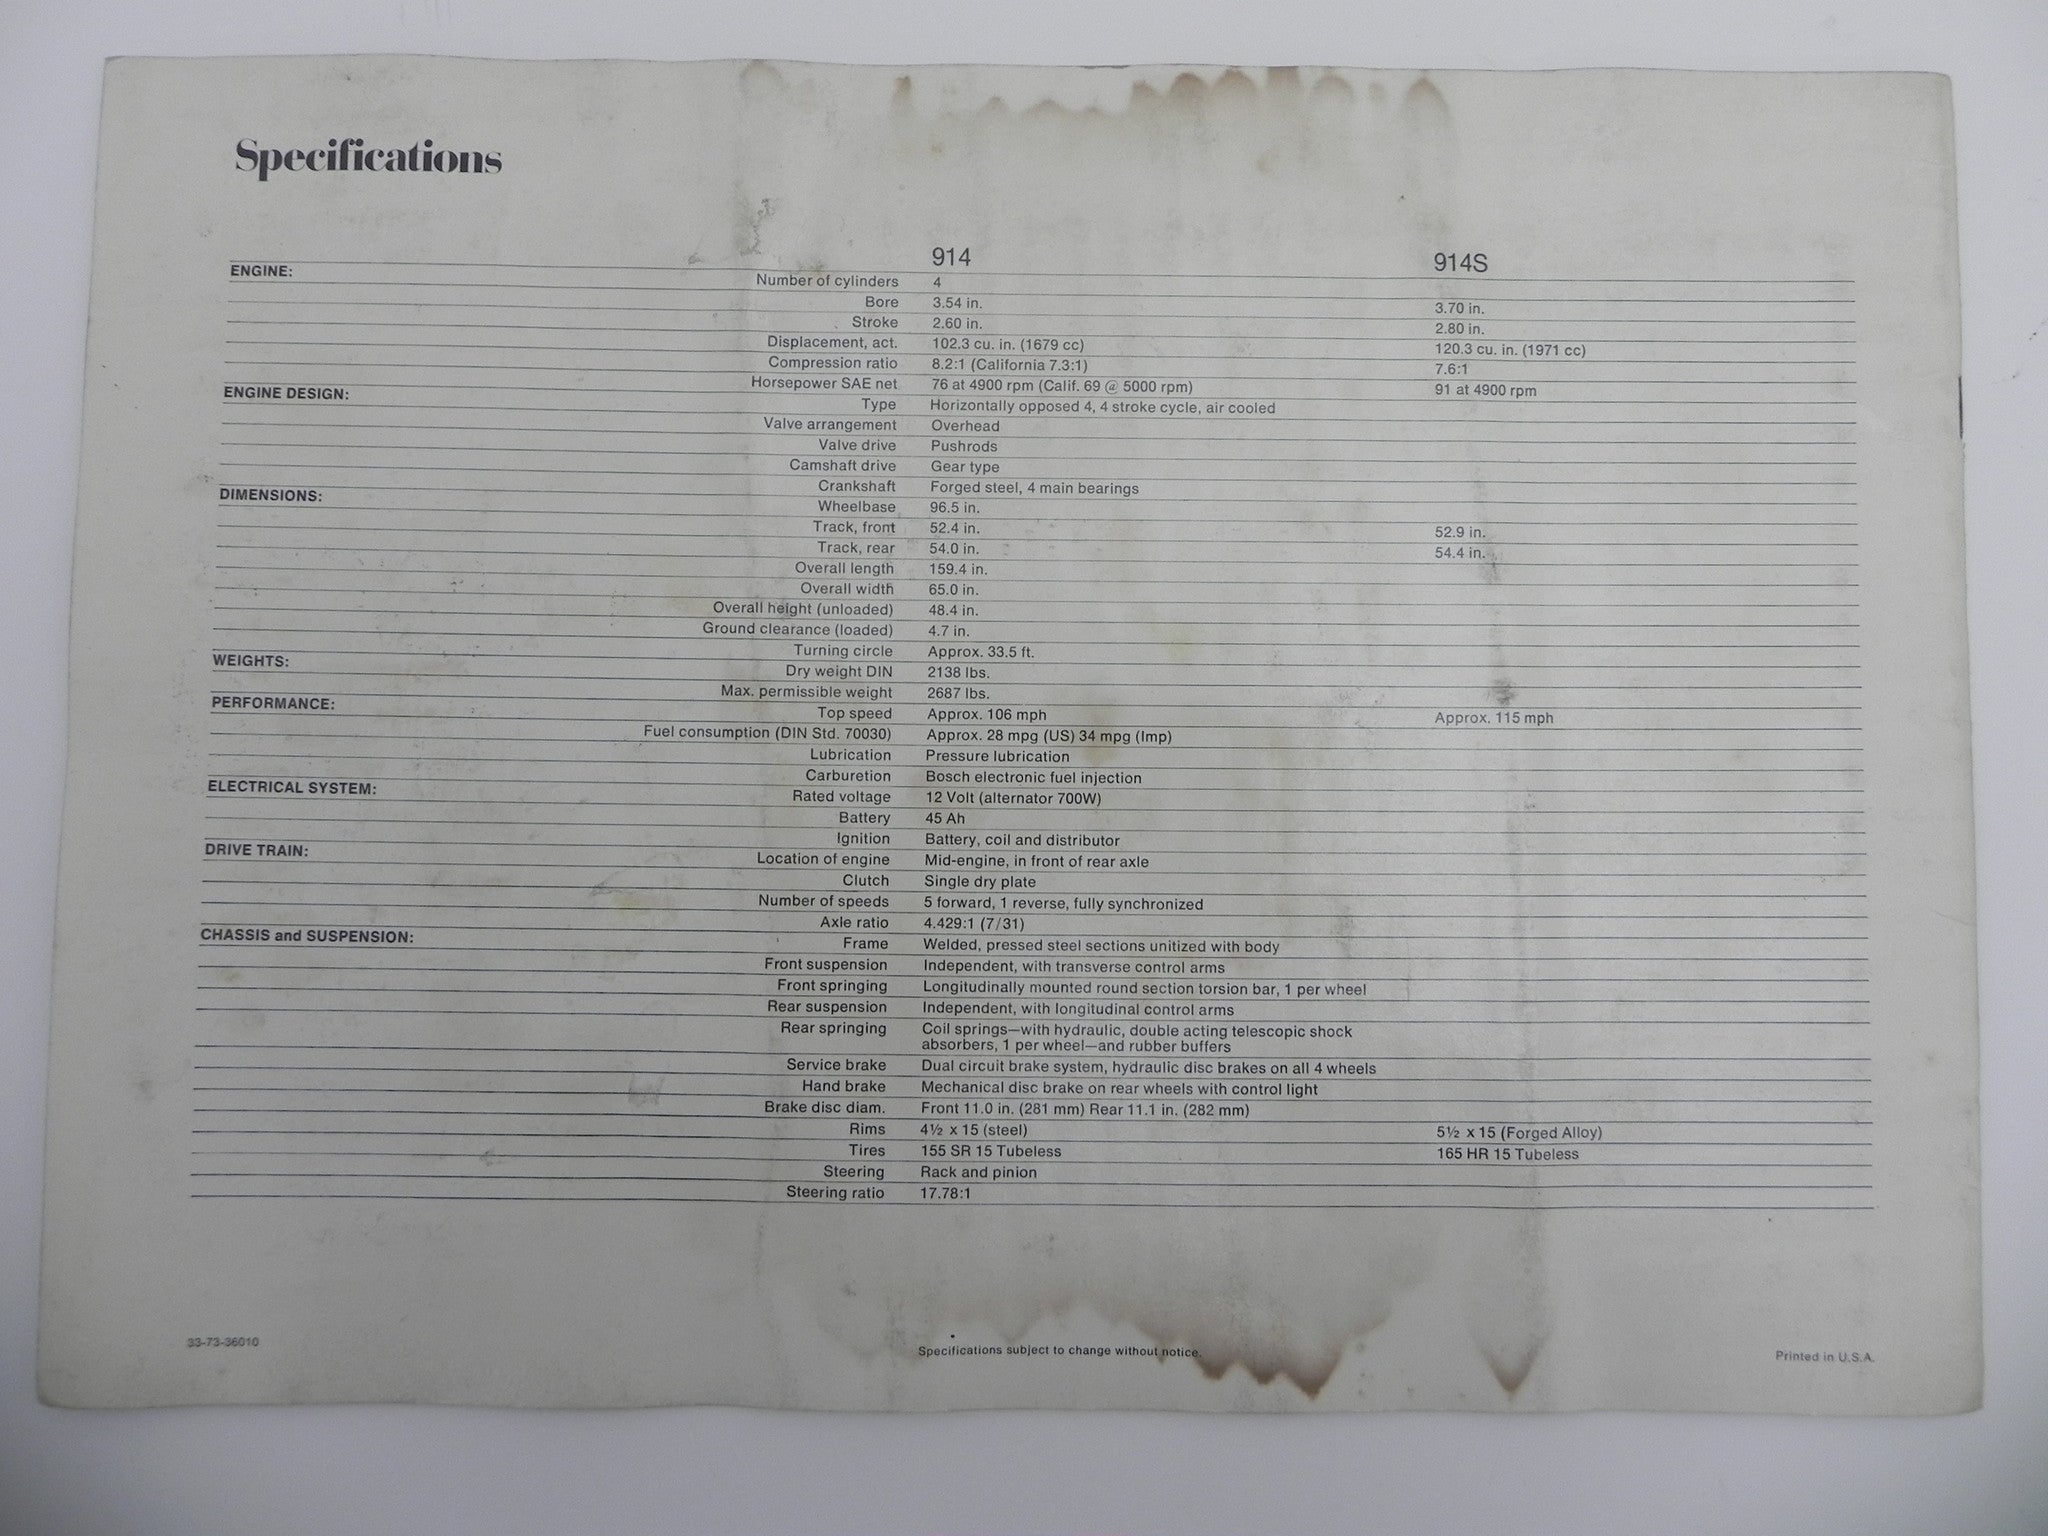 Specifications
914 914S
ENGINE:
Number of cylinders 4
Bore 3.54 in. 3.70 in.
Stroke 2.60 in. 2.80 in.
Displacement, act. 102.3 cu. in. (1679 cc) 120.3 cu. in. (1971 cc)
Compression ratio 8.2:1 (California 7.3:1) 7.6:1
Horsepower SAE net 76 at 4900 rpm (Calif. 69 @ 5000 rpm) 91 at 4900 rpm
ENGINE DESIGN:
Type Horizontally opposed 4, 4 stroke cycle, air cooled
Valve arrangement Overhead
Valve drive Pushrods
Camshaft drive Gear type
Crankshaft Forged steel, 4 main bearings
DIMENSIONS:
Wheelbase 96.5 in.
Track, front 52.4 in. 52.9 in.
Track, rear 54.0 in. 54.4 in.
Overall length 159.4 in.
Overall width 65.0 in.
Overall height (unloaded) 48.4 in.
Ground clearance (loaded) 4.7 in.
Turning circle Approx. 33.5 ft.
WEIGHTS:
Dry weight DIN 2138 lbs.
Max. permissible weight 2687 lbs.
PERFORMANCE:
Top speed Approx. 106 mph Approx. 115 mph
Fuel consumption (DIN Std. 70030) Approx. 28 mpg (US) 34 mpg (Imp)
Lubrication Pressure lubrication
Carburetion Bosch electronic fuel injection
ELECTRICAL SYSTEM:
Rated voltage 12 Volt (alternator 700W)
Battery 45 Ah
Ignition Battery, coil and distributor
DRIVE TRAIN:
Location of engine Mid-engine, in front of rear axle
Clutch Single dry plate
Number of speeds 5 forward, 1 reverse, fully synchronized
Axle ratio 4.429:1 (7/31)
CHASSIS and SUSPENSION:
Frame Welded, pressed steel sections unitized with body
Front suspension Independent, with transverse control arms
Front springing Longitudinally mounted round section torsion bar, 1 per wheel
Rear suspension Independent, with longitudinal control arms
Rear springing Coil springs—with hydraulic, double acting telescopic shock
absorbers, 1 per wheel—and rubber buffers
Service brake Dual circuit brake system, hydraulic disc brakes on all 4 wheels
Hand brake Mechanical disc brake on rear wheels with control light
Brake disc diam. Front 11.0 in. (281 mm) Rear 11.1 in. (282 mm)
Rims 4½ x 15 (steel) 5½ x 15 (Forged Alloy)
Tires 155 SR 15 Tubeless 165 HR 15 Tubeless
Steering Rack and pinion
Steering ratio 17.78:1
33-73-36010 Specifications subject to change without notice. Printed in U.S.A.